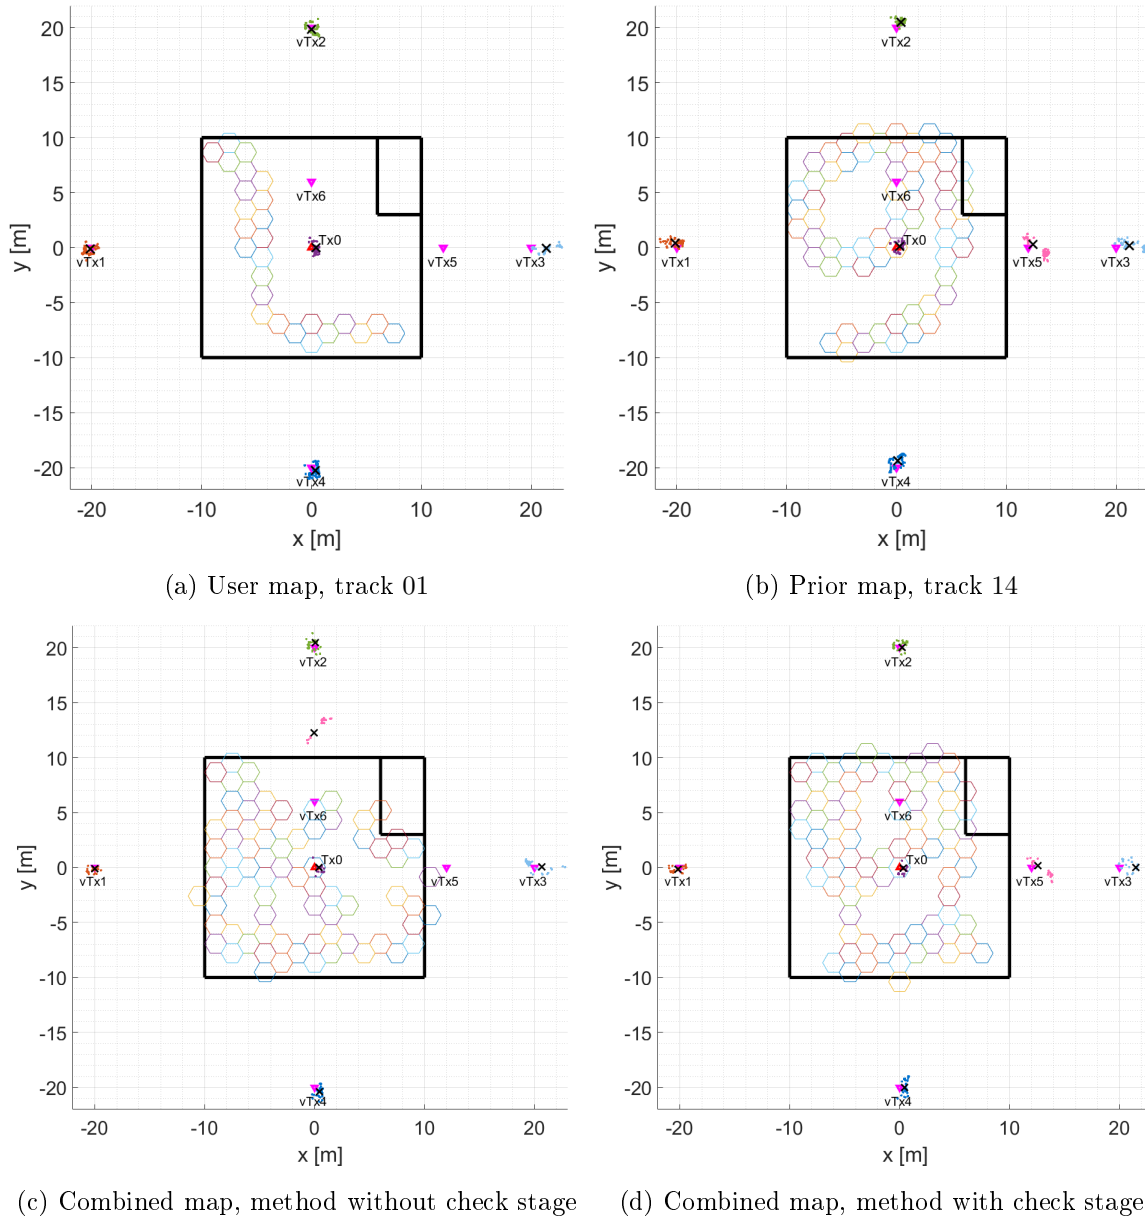 20
15
10
5
0
-5
-10
-15
-20
y [m]
vTx2
vTx6
Tx0
vTx1
vTx5
vTx3
vTx4
-20
-10
0
10
20
x [m]
(a) User map, track 01
20
15
10
5
0
-5
-10
-15
-20
y [m]
vTx2
vTx6
Tx0
vTx1
vTx5
vTx3
vTx4
-20
-10
0
10
20
x [m]
(b) Prior map, track 14
20
15
10
5
0
-5
-10
-15
-20
y [m]
vTx2
vTx6
Tx0
vTx1
vTx5
vTx3
vTx4
-20
-10
0
10
20
x [m]
(c) Combined map, method without check stage
20
15
10
5
0
-5
-10
-15
-20
y [m]
vTx2
vTx6
Tx0
vTx1
vTx5
vTx3
vTx4
-20
-10
0
10
20
x [m]
(d) Combined map, method with check stage